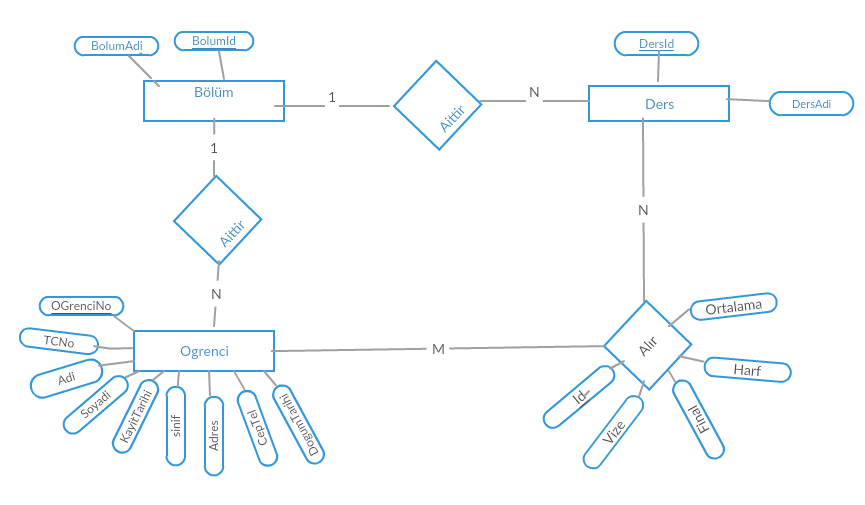 BolumAdi
BolumId
DersId
Bölüm
1
Aittir
N
Ders
DersAdi
1
Aittir
N
N
OGrenciNo
TCNo
Adi
Soyadi
KayitTarihi
sinif
Adres
CepTel
DogumTarihi
Ogrenci
M
Alır
Ortalama
Harf
Final
Vize
Id_